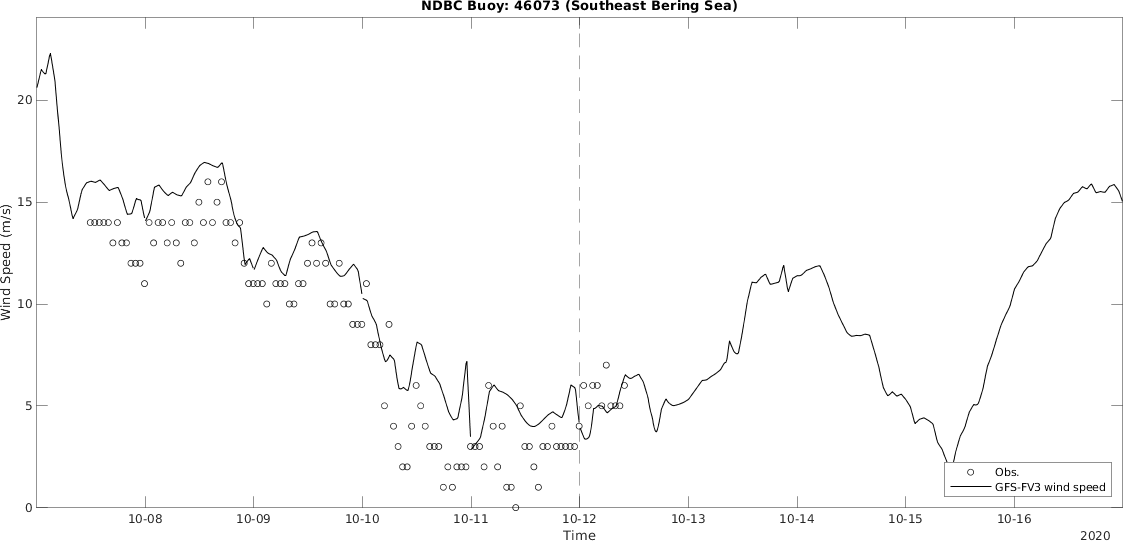 NDBC Buoy: 46073 (Southeast Bering Sea)
Wind Speed (m/s)
20
15
10
5
0
10-08 10-09 10-10 10-11 10-12 10-13 10-14 10-15 10-16
Time
2020
Obs.
GFS-FV3 wind speed